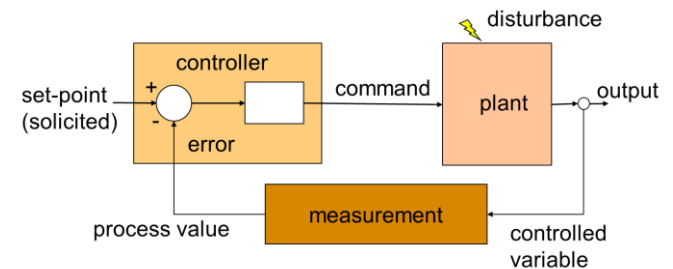 disturbance
controller
+
set-point
(solicited)
-
error
command
plant
output
measurement
process value
controlled
variable